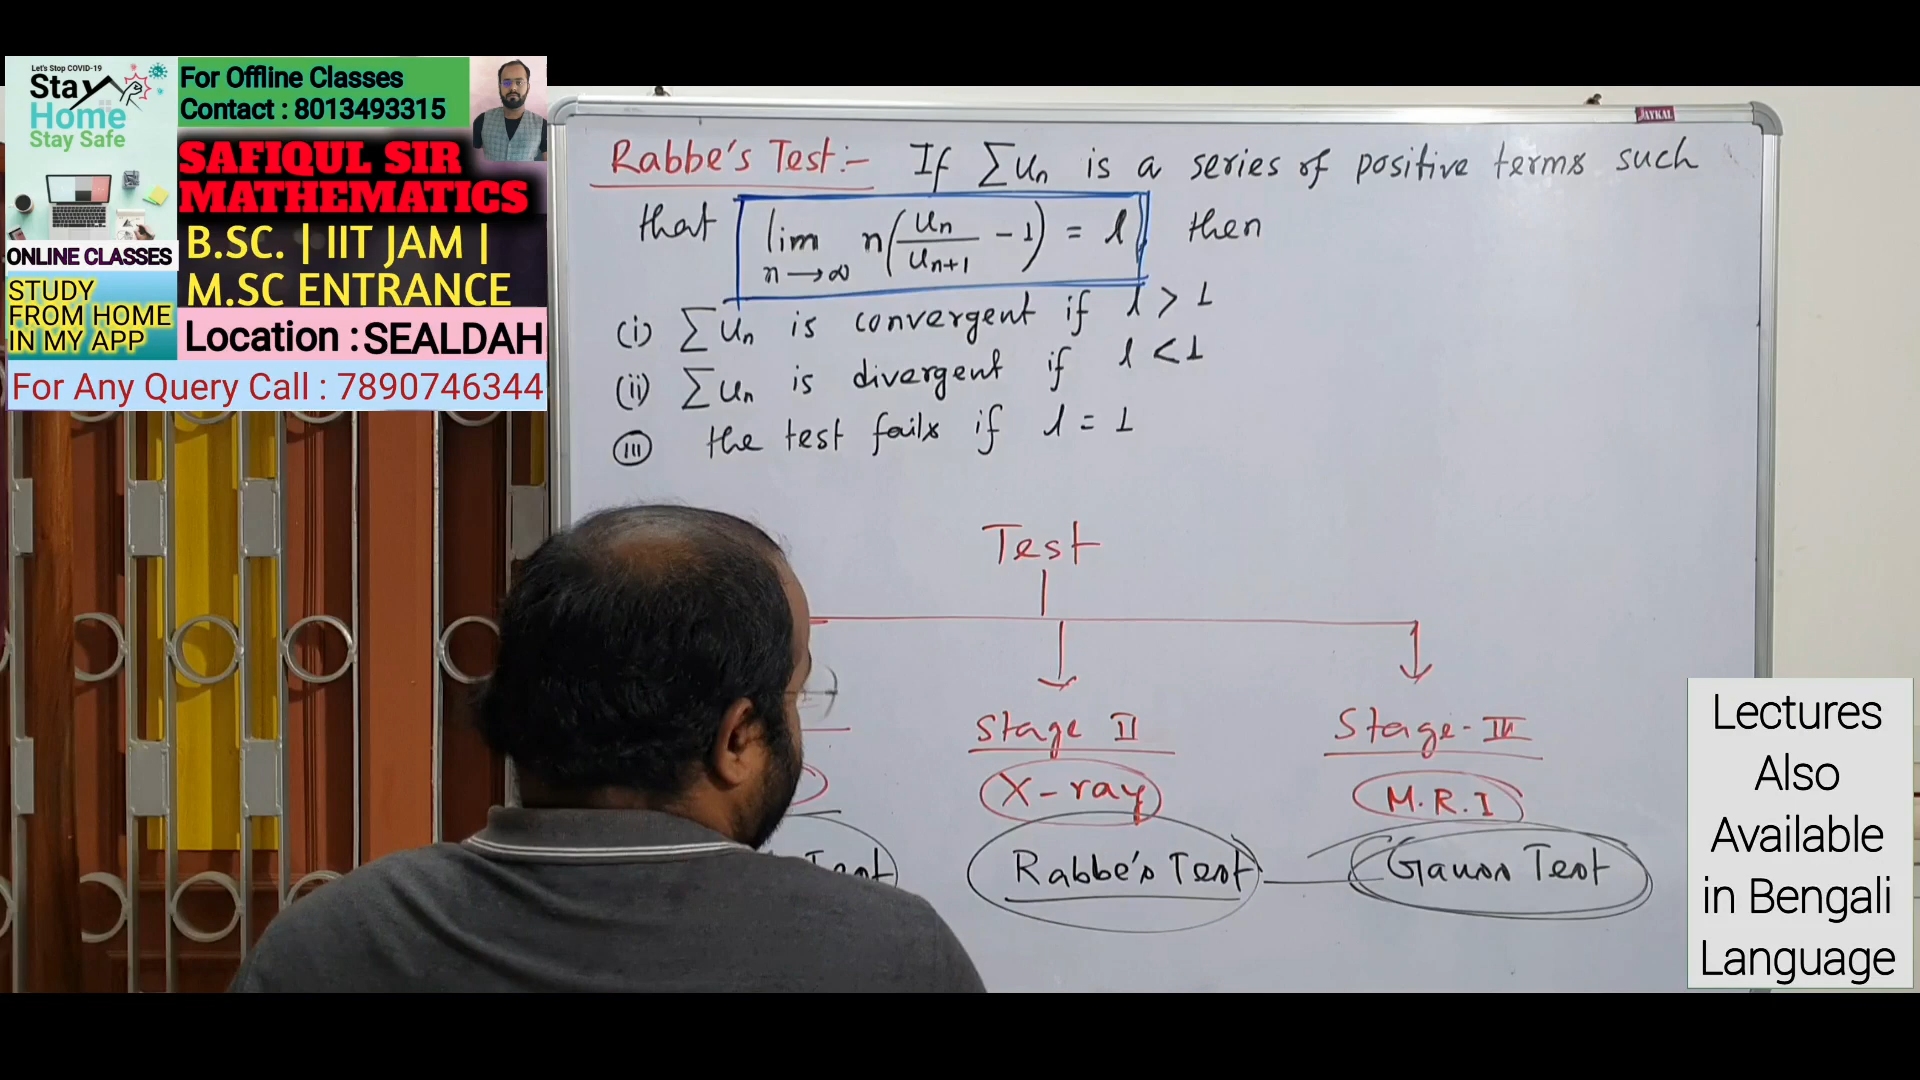 Let's Stop COVID-19
Stay
Home
Stay Safe
For Offline Classes
Contact : 8013493315
SAFIQUL SIR
MATHEMATICS
ONLINE CLASSES
B.SC. | IIT JAM |
M.SC ENTRANCE
STUDY
FROM HOME
IN MY APP
Location : SEALDAH
For Any Query Call : 7890746344
JAYKAL
Rabbe's Test:- If ∑un is a series of positive terms such
that lim n→∞ n(un/un+1 - 1) = l then
(i) ∑un is convergent if l > 1
(ii) ∑un is divergent if l < 1
(III) the test fails if l = 1
Test
Stage II
Stage-III
X-ray
M.R.I
Test
Rabbe's Test
Gauss Test
Lectures
Also
Available
in Bengali
Language